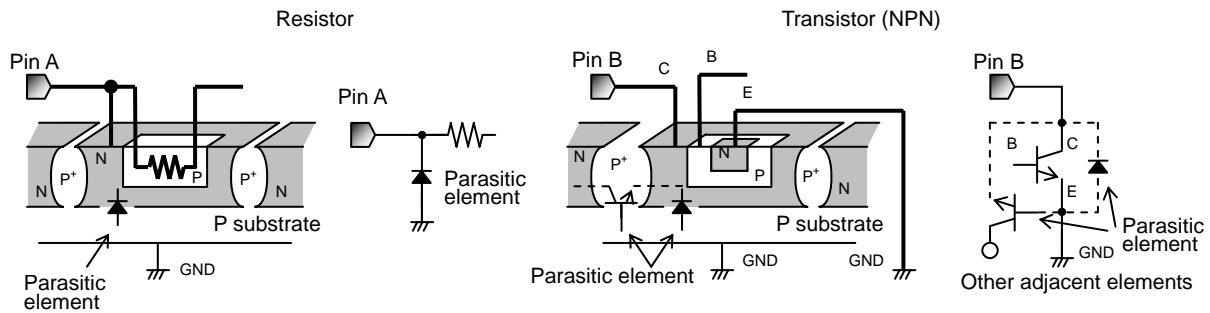 Resistor
Transistor (NPN)
Pin A
Pin A
N
N
P+
P
P+
N
Parasitic
element
P substrate
GND
Parasitic
element
Pin B
C
B
E
N
N
P+
N
P
P+
N
P substrate
Parasitic element
GND
GND
Pin B
B
C
E
Parasitic
element
GND
Other adjacent elements